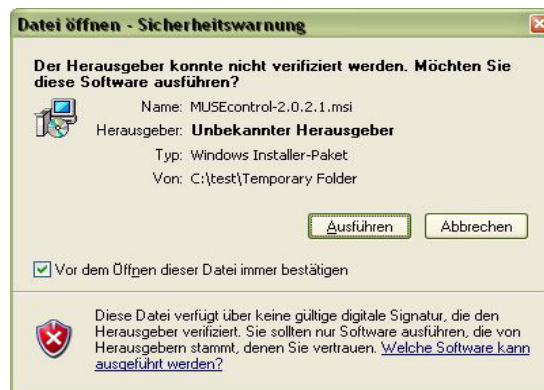 Datei öffnen - Sicherheitswarnung
Der Herausgeber konnte nicht verifiziert werden. Möchten Sie
diese Software ausführen?
Name: MUSEcontrol-2.0.2.1.msi
Herausgeber: Unbekannter Herausgeber
Typ: Windows Installer-Paket
Von: C:\test\Temporary Folder
Ausführen Abbrechen
Vor dem Öffnen dieser Datei immer bestätigen
Diese Datei verfügt über keine gültige digitale Signatur, die den
Herausgeber verifiziert. Sie sollten nur Software ausführen, die von
Herausgebern stammt, denen Sie vertrauen. Welche Software kann
ausgeführt werden?